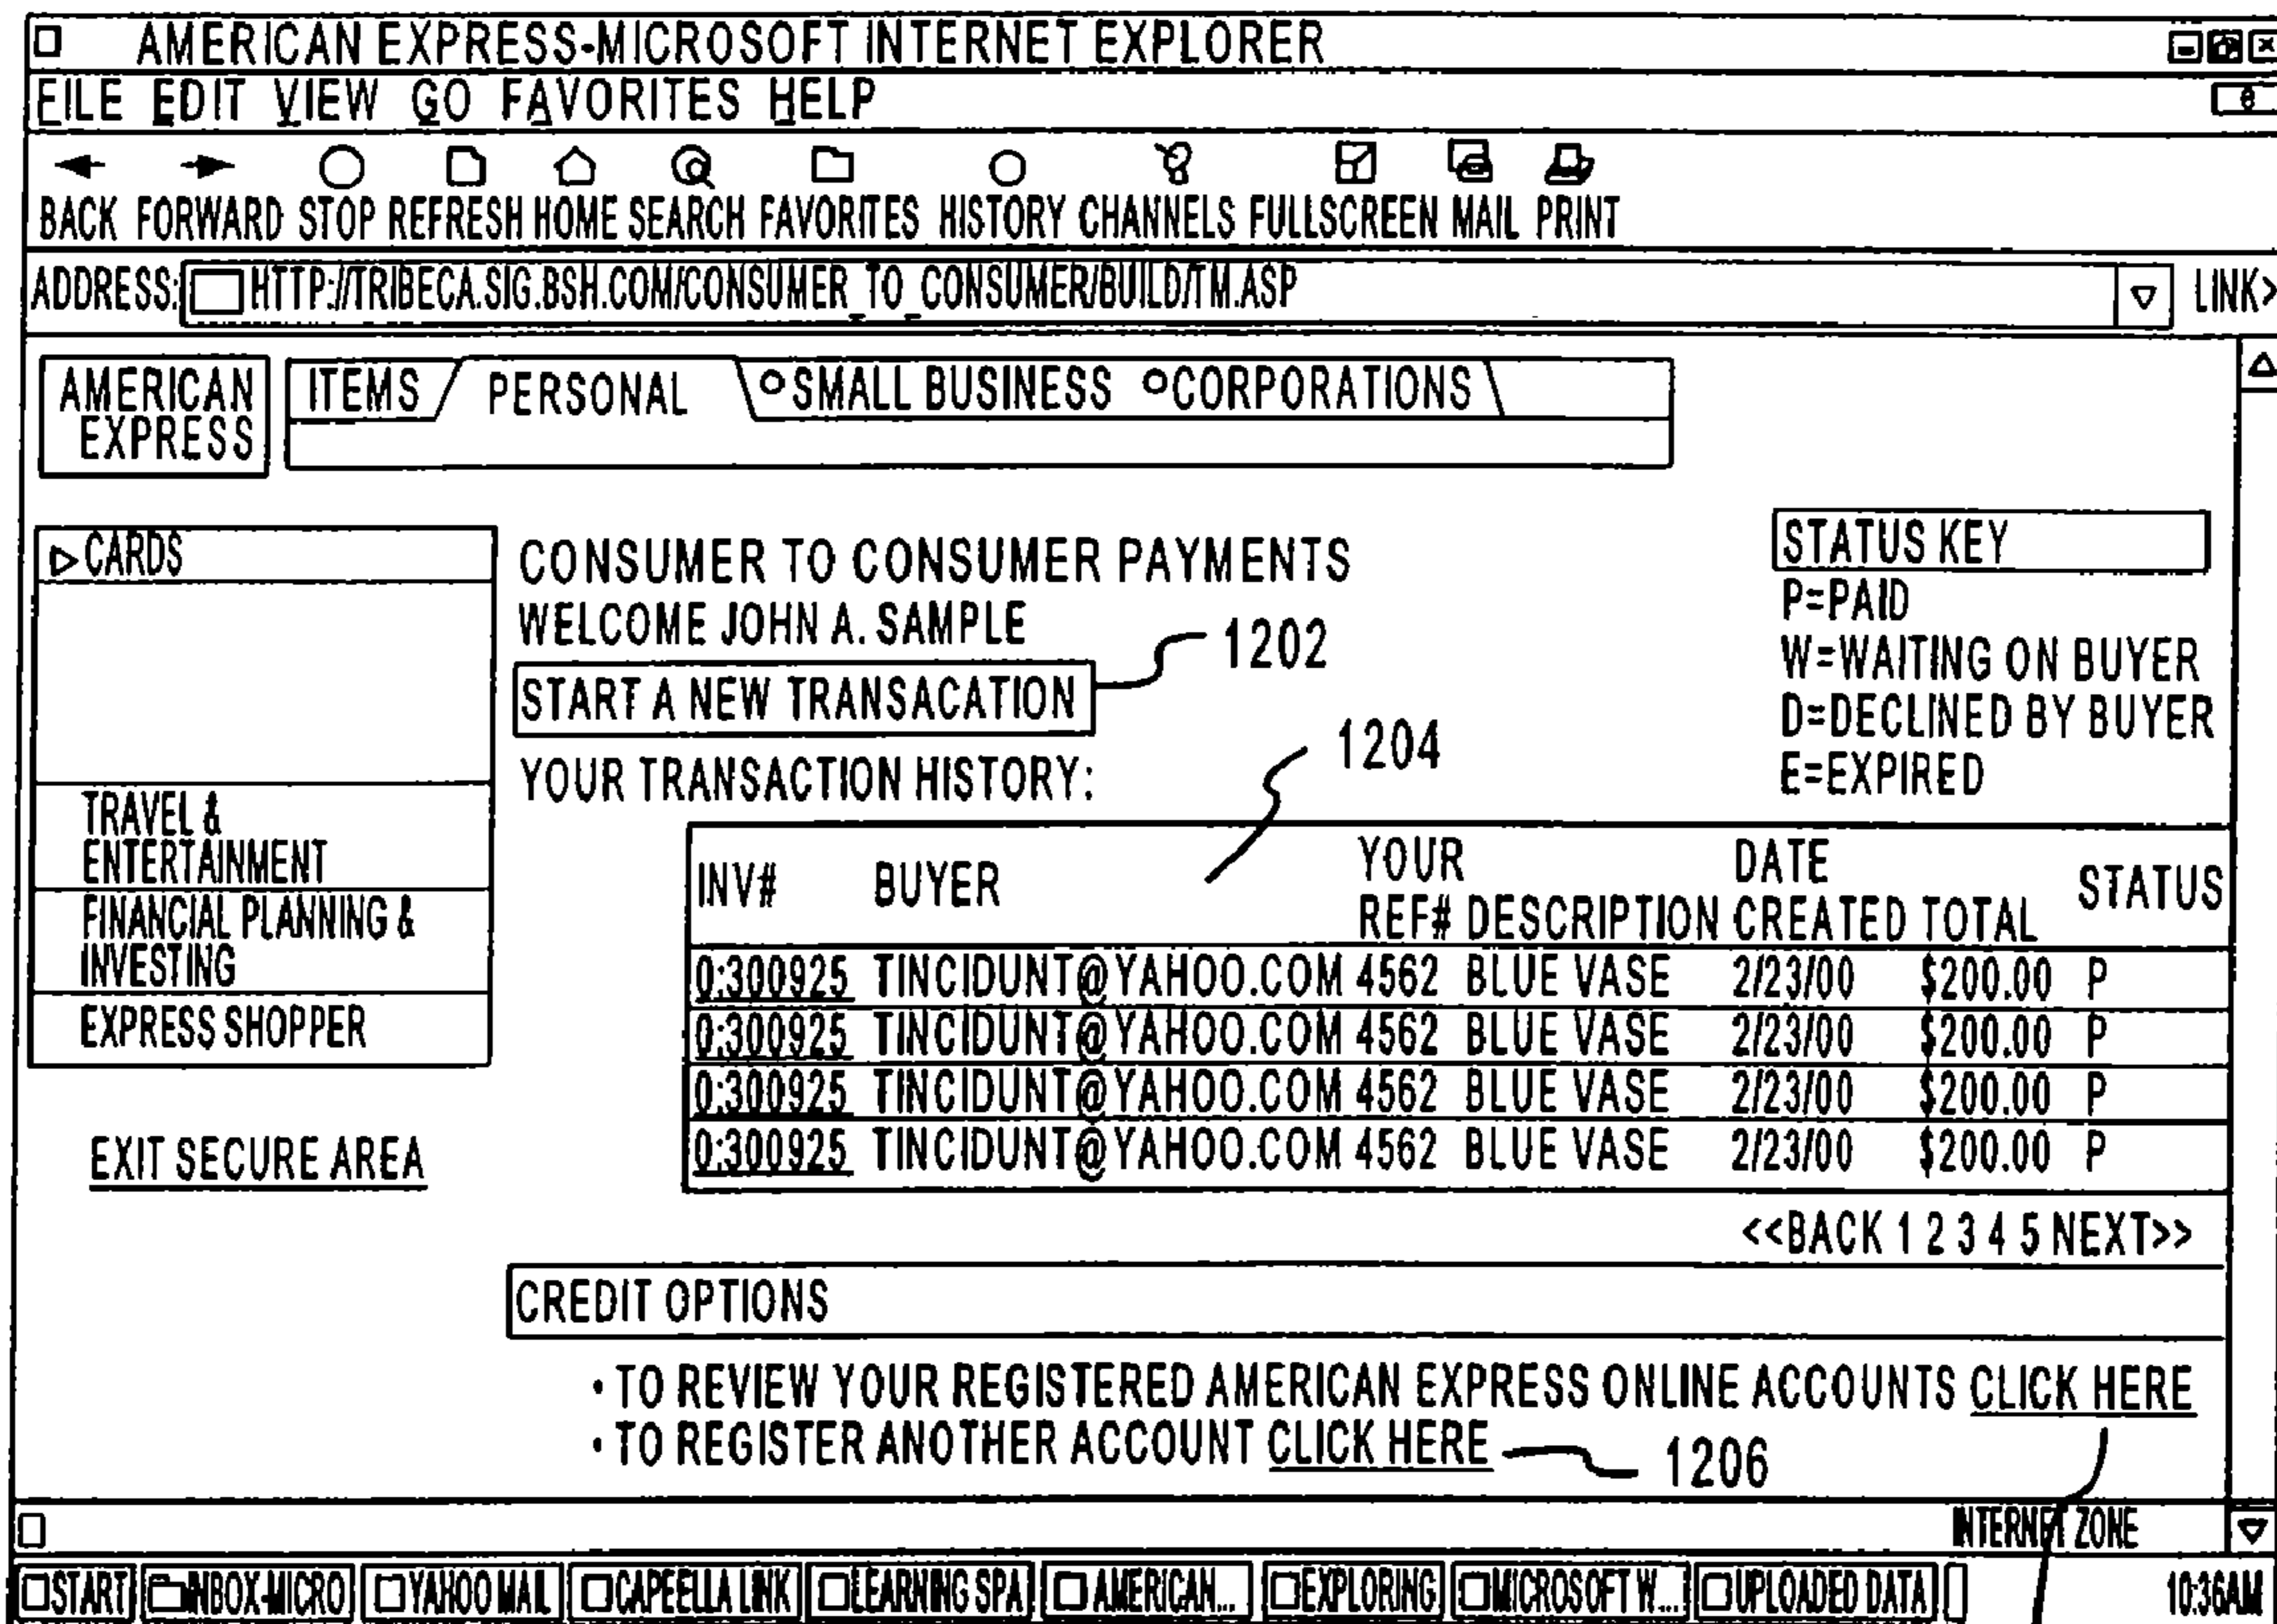 AMERICAN EXPRESS-MICROSOFT INTERNET EXPLORER
FILE EDIT VIEW GO FAVORITES HELP
e
BACK FORWARD STOP REFRESH HOME SEARCH FAVORITES HISTORY CHANNELS FULLSCREEN MAIL PRINT
ADDRESS: HTTP://TRIBECA.SIG.BSH.COM/CONSUMER_TO_CONSUMER/BUILD/TM.ASP LINK>
AMERICAN
EXPRESS
ITEMS PERSONAL SMALL BUSINESS CORPORATIONS
CARDS
TRAVEL &
ENTERTAINMENT
FINANCIAL PLANNING &
INVESTING
EXPRESS SHOPPER
EXIT SECURE AREA
CONSUMER TO CONSUMER PAYMENTS
WELCOME JOHN A. SAMPLE
1202
START A NEW TRANSACATION
1204
YOUR TRANSACTION HISTORY:
STATUS KEY
P=PAID
W=WAITING ON BUYER
D=DECLINED BY BUYER
E=EXPIRED
INV# BUYER YOUR REF# DESCRIPTION DATE CREATED TOTAL STATUS
0:300925 TINCIDUNT@YAHOO.COM 4562 BLUE VASE 2/23/00 $200.00 P
0:300925 TINCIDUNT@YAHOO.COM 4562 BLUE VASE 2/23/00 $200.00 P
0:300925 TINCIDUNT@YAHOO.COM 4562 BLUE VASE 2/23/00 $200.00 P
0:300925 TINCIDUNT@YAHOO.COM 4562 BLUE VASE 2/23/00 $200.00 P
<<BACK 1 2 3 4 5 NEXT>>
CREDIT OPTIONS
• TO REVIEW YOUR REGISTERED AMERICAN EXPRESS ONLINE ACCOUNTS CLICK HERE
• TO REGISTER ANOTHER ACCOUNT CLICK HERE 1206
INTERNET ZONE
START INBOX-MICRO YAHOO MAIL CAPEELLA LINK LEARNING SPA AMERICAN... EXPLORING MICROSOFT W... UPLOADED DATA 10:36AM